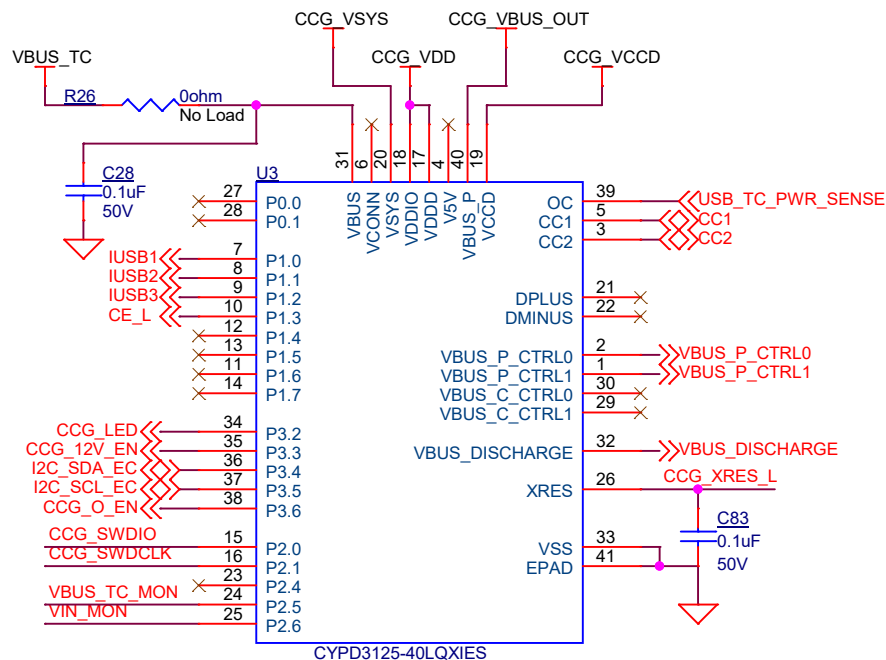 CCG_VSYS
CCG_VBUS_OUT
VBUS_TC
CCG_VDD
CCG_VCCD
R26
0ohm
No Load
C28
0.1uF
50V
U3
31
6
20
18
17
4
40
19
VBUS
VCONN
VSYS
VDDIO
VDDD
V5V
VBUS_P
VCCD
27 P0.0
28 P0.1
IUSB1 7 P1.0
IUSB2 8 P1.1
IUSB3 9 P1.2
CE_L 10 P1.3
12 P1.4
13 P1.5
11 P1.6
14 P1.7
CCG_LED 34 P3.2
CCG_12V_EN 35 P3.3
I2C_SDA_EC 36 P3.4
I2C_SCL_EC 37 P3.5
CCG_O_EN 38 P3.6
CCG_SWDIO 15 P2.0
CCG_SWDCLK 16 P2.1
23 P2.4
VBUS_TC_MON 24 P2.5
VIN_MON 25 P2.6
OC 39 USB_TC_PWR_SENSE
CC1 5 CC1
CC2 3 CC2
DPLUS 21
DMINUS 22
VBUS_P_CTRL0 2 VBUS_P_CTRL0
VBUS_P_CTRL1 1 VBUS_P_CTRL1
VBUS_C_CTRL0 30
VBUS_C_CTRL1 29
VBUS_DISCHARGE 32 VBUS_DISCHARGE
XRES 26 CCG_XRES_L
C83
0.1uF
50V
VSS 33
EPAD 41
CYPD3125-40LQXIES